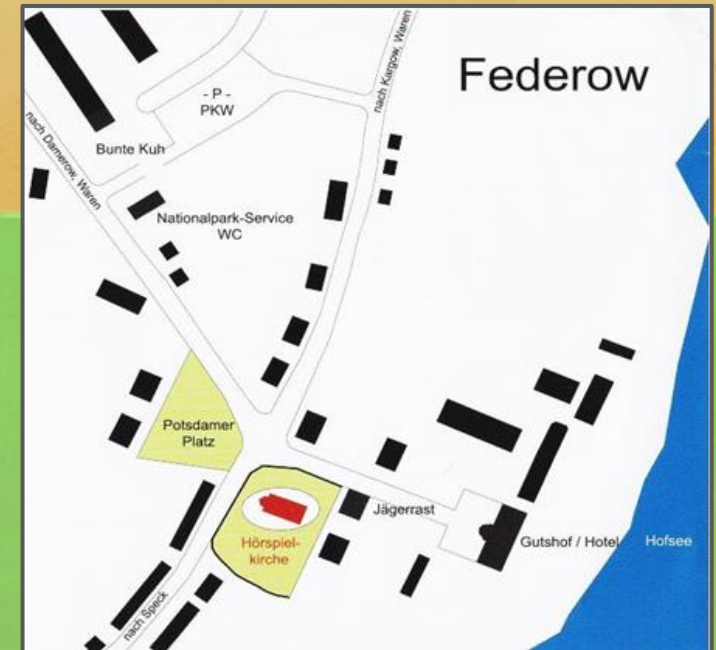 Federow
nach Kargow, Waren
- P -
PKW
nach Damerow, Waren
Bunte Kuh
Nationalpark-Service
WC
Potsdamer
Platz
Jägerrast
Hörspiel-
kirche
Gutshof / Hotel
Hofsee
nach Speck